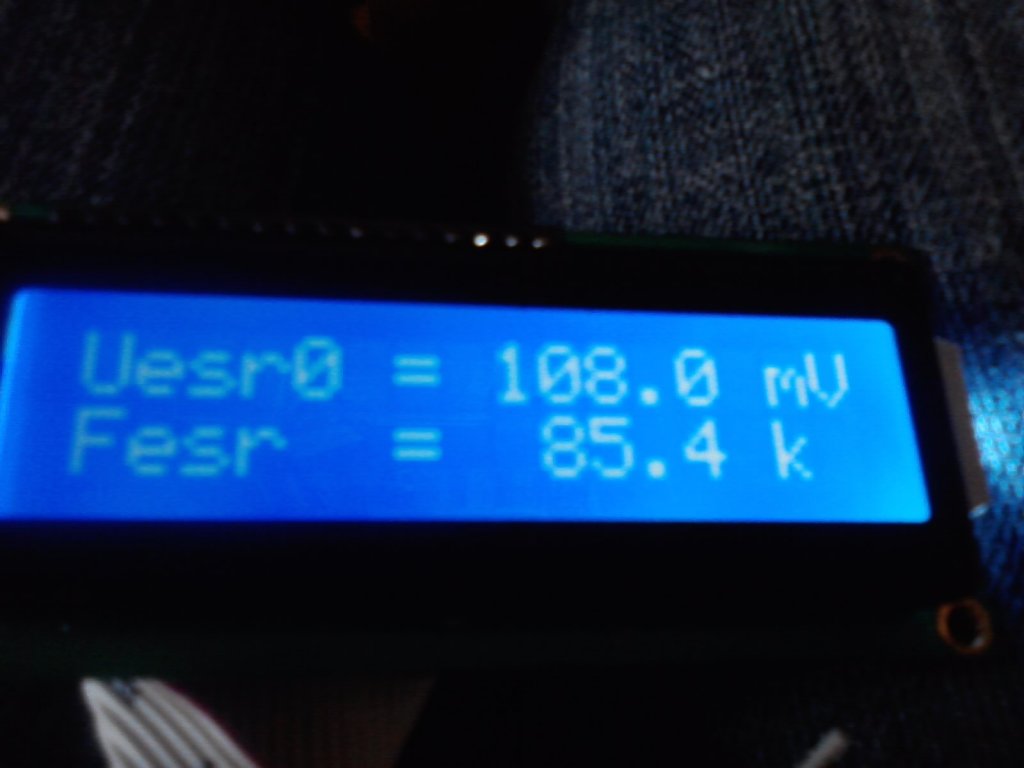 Uesr0 = 108.0 mV
Fesr = 85.4 k